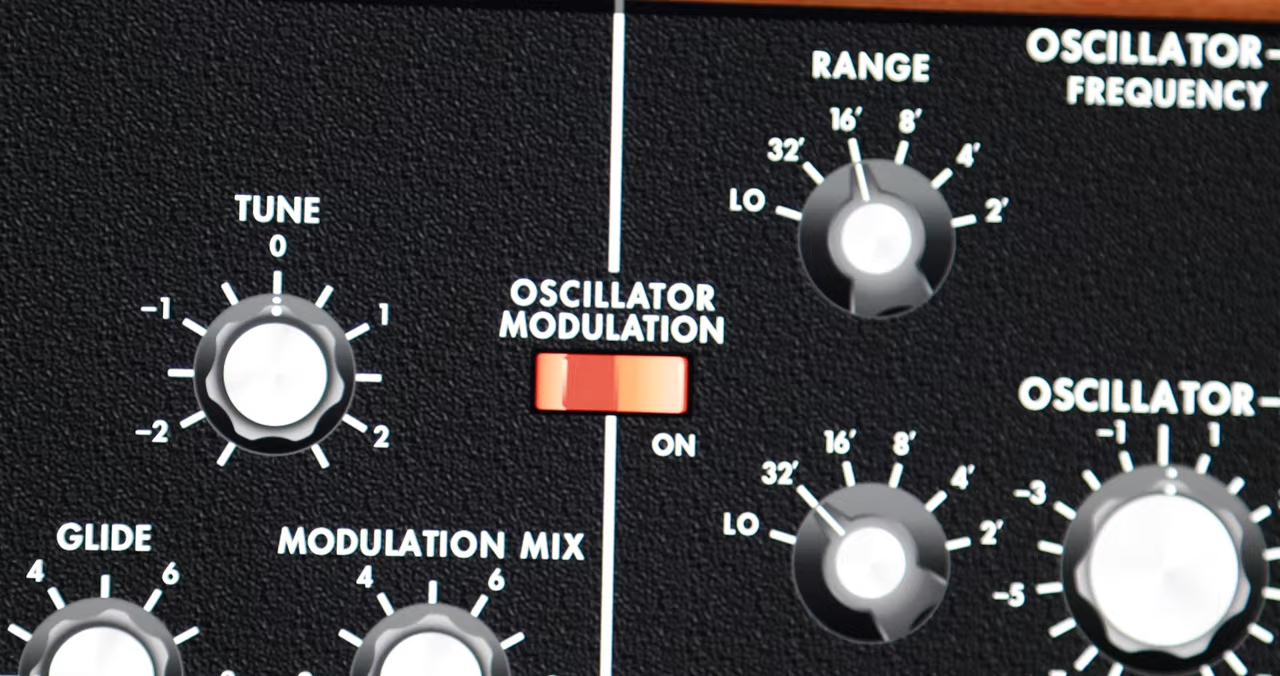 OSCILLATOR-
FREQUENCY
RANGE
LO 32′ 16′ 8′ 4′ 2′
TUNE
0
−1 1
−2 2
OSCILLATOR
MODULATION
ON
OSCILLATOR-
−1 1
−3
−5
LO 32′ 16′ 8′ 4′ 2′
GLIDE
4 6
MODULATION MIX
4 6